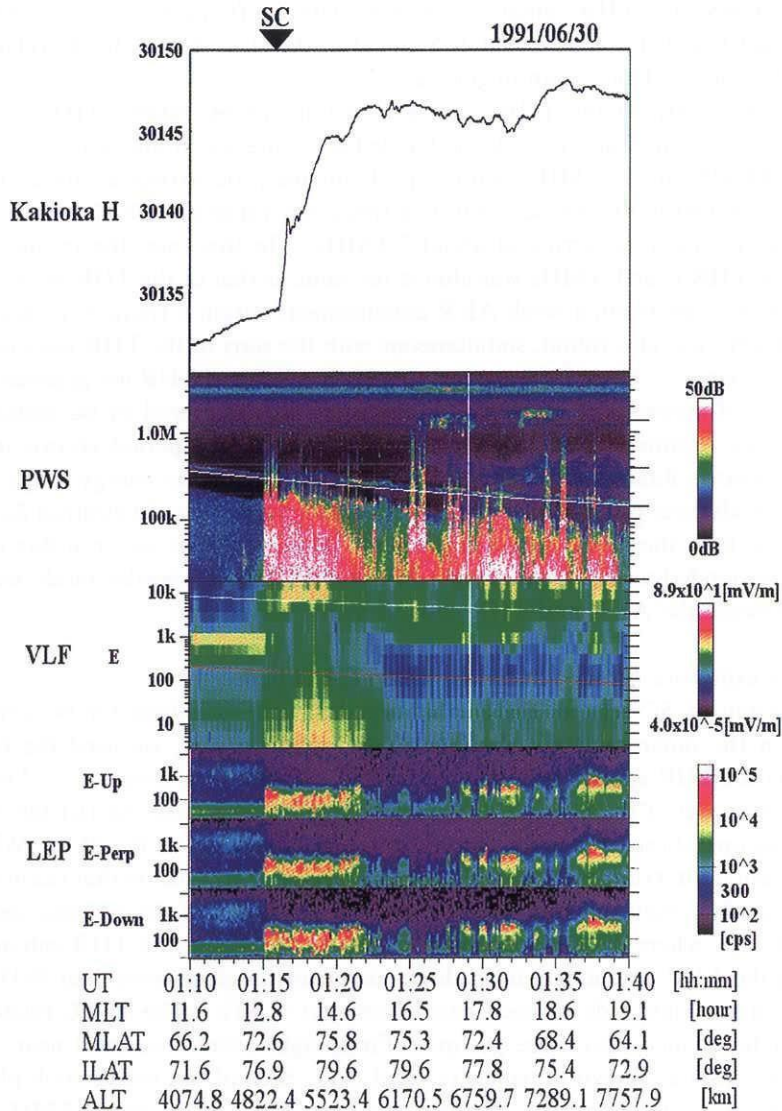 SC
1991/06/30
30150
30145
30140
30135
Kakioka H
PWS
1.0M
100k
50dB
0dB
VLF E
10k
1k
100
10
8.9x10^1[mV/m]
4.0x10^-5[mV/m]
LEP
E-Up
1k
100
E-Perp
1k
100
E-Down
1k
100
10^5
10^4
10^3
300
10^2
[cps]
UT 01:10 01:15 01:20 01:25 01:30 01:35 01:40 [hh:mm]
MLT 11.6 12.8 14.6 16.5 17.8 18.6 19.1 [hour]
MLAT 66.2 72.6 75.8 75.3 72.4 68.4 64.1 [deg]
ILAT 71.6 76.9 79.6 79.6 77.8 75.4 72.9 [deg]
ALT 4074.8 4822.4 5523.4 6170.5 6759.7 7289.1 7757.9 [km]